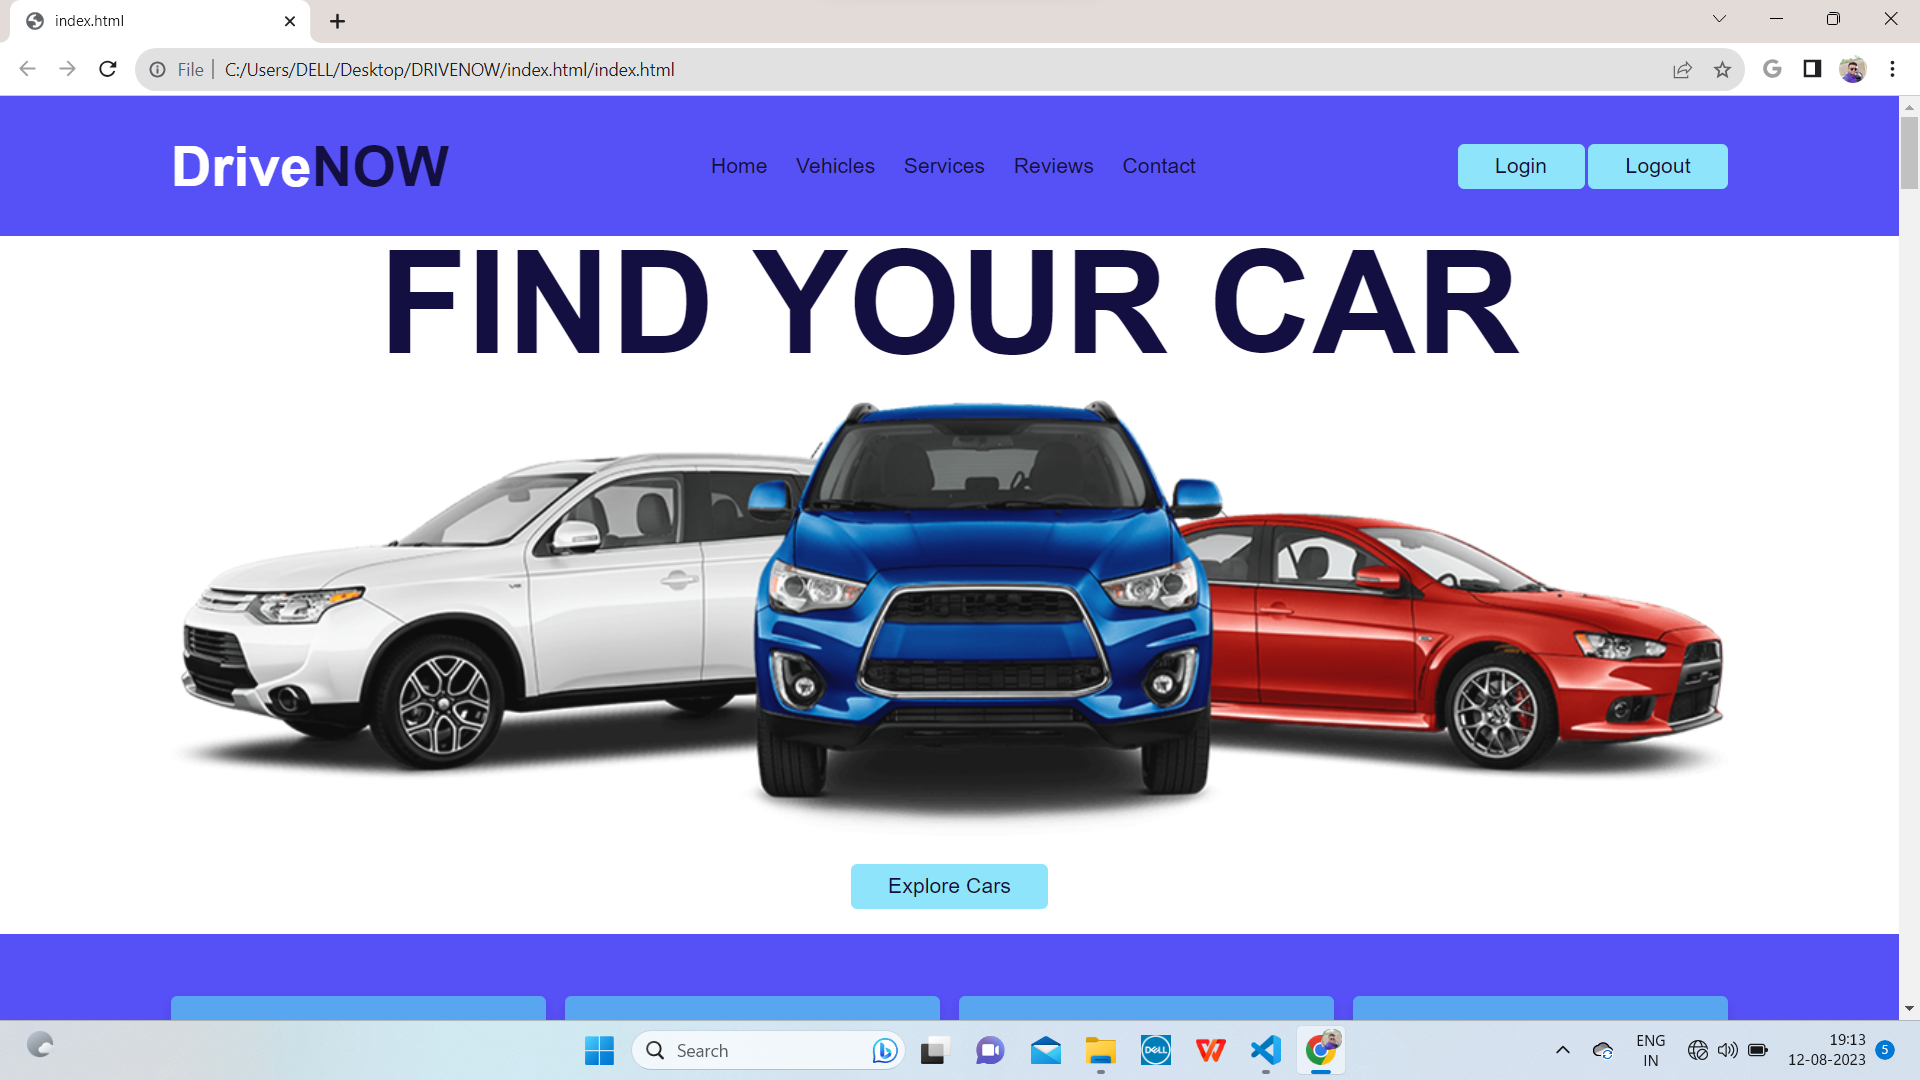 index.html
File
C:/Users/DELL/Desktop/DRIVENOW/index.html/index.html
DriveNOW
Home Vehicles Services Reviews Contact
Login Logout
FIND YOUR CAR
Explore Cars
Search
DELL
ENG
IN
19:13
12-08-2023
5